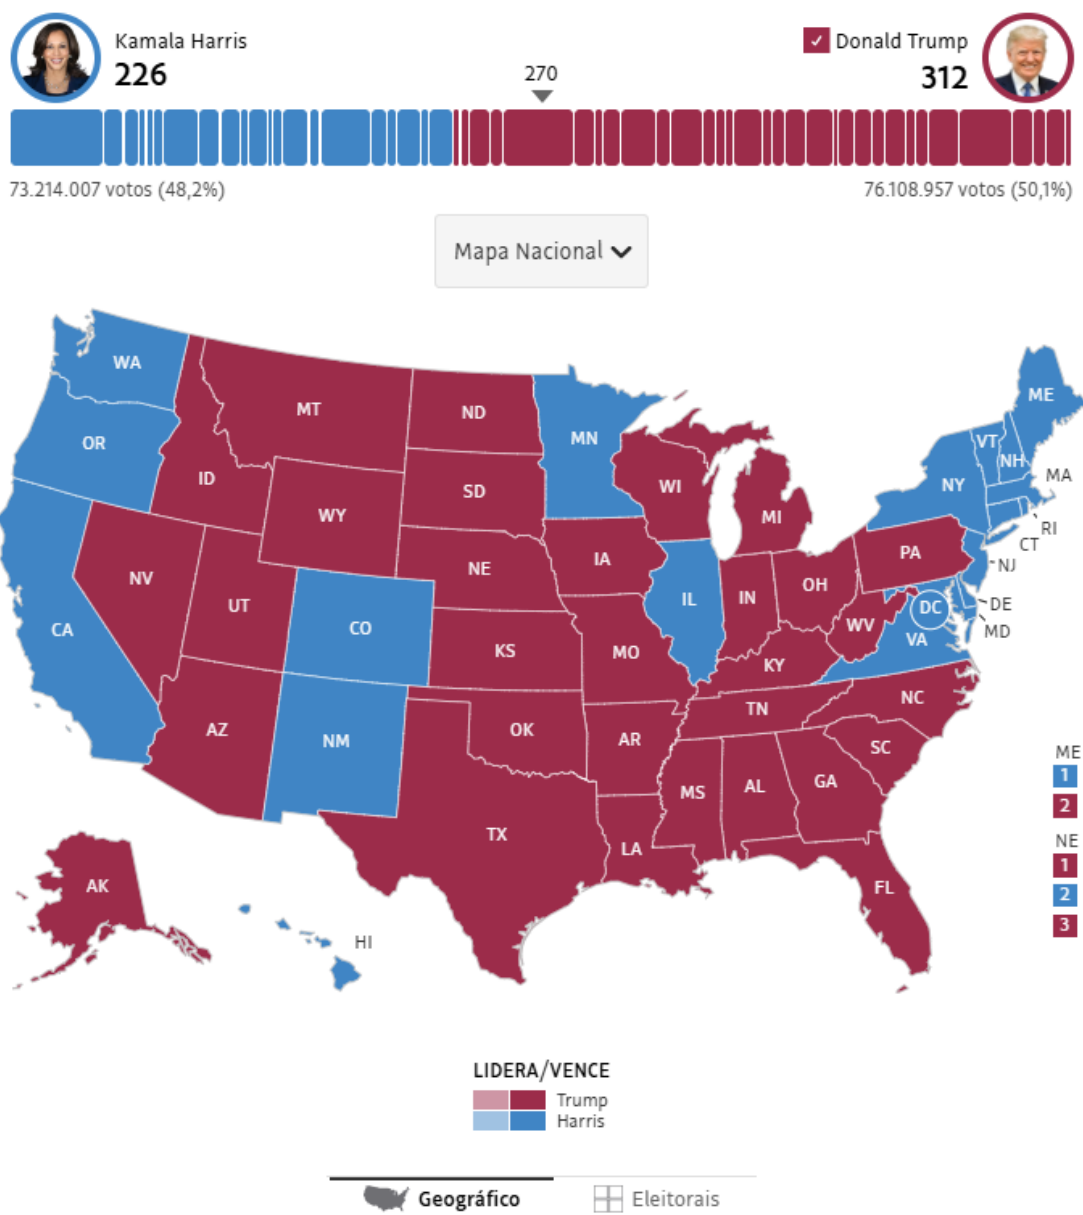 Kamala Harris
226
270
Donald Trump
312
73.214.007 votos (48,2%)
76.108.957 votos (50,1%)
Mapa Nacional
WA
MT
ND
MN
ME
OR
ID
SD
WI
MI
VT
NH
NY
MA
WY
RI
CT
NV
UT
NE
IA
PA
NJ
CA
CO
IL
IN
OH
WV
DC
DE
MD
VA
KS
MO
KY
AZ
NM
OK
AR
TN
NC
SC
TX
MS
AL
GA
LA
FL
AK
HI
ME
1
2
NE
1
2
3
LIDERA/VENCE
Trump
Harris
Geográfico
Eleitorais